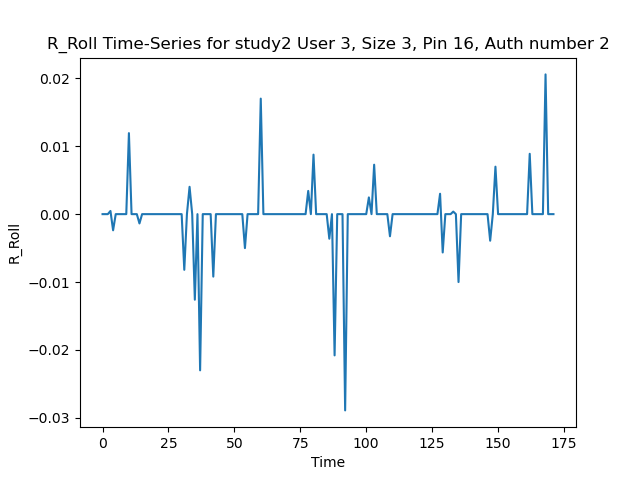 R_Roll Time-Series for study2 User 3, Size 3, Pin 16, Auth number 2
0.02
0.01
0.00
−0.01
−0.02
−0.03
R_Roll
0 25 50 75 100 125 150 175
Time